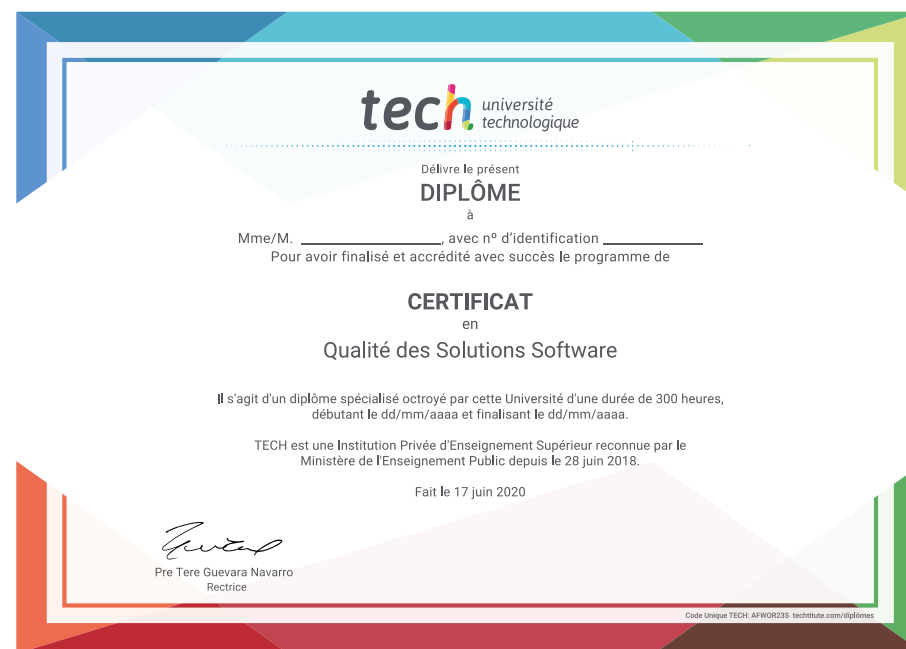 tech université
technologique
Délivre le présent
DIPLÔME
à
Mme/M. ____________________, avec nº d'identification ______________
Pour avoir finalisé et accrédité avec succès le programme de
CERTIFICAT
en
Qualité des Solutions Software
Il s'agit d'un diplôme spécialisé octroyé par cette Université d'une durée de 300 heures,
débutant le dd/mm/aaaa et finalisant le dd/mm/aaaa.
TECH est une Institution Privée d'Enseignement Supérieur reconnue par le
Ministère de l'Enseignement Public depuis le 28 juin 2018.
Fait le 17 juin 2020
Pre Tere Guevara Navarro
Rectrice
Code Unique TECH: AFWOR23S techtitute.com/diplômes